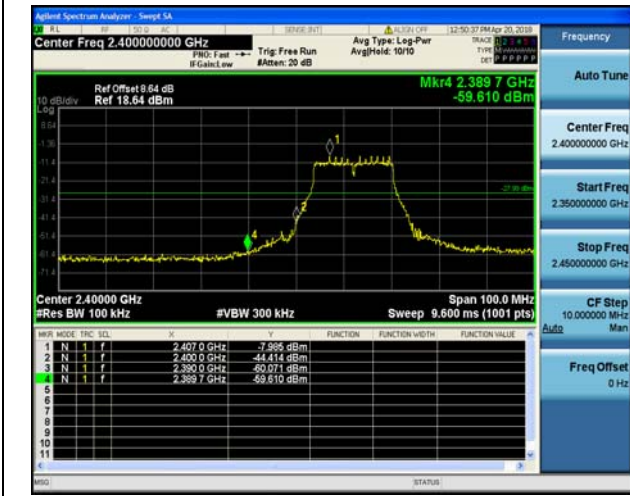 Agilent Spectrum Analyzer - Swept SA
RL RF 50 Ω AC SENSE:INT ALIGN OFF 12:50:37 PM Apr 20, 2018
Center Freq 2.400000000 GHz
PNO: Fast
IFGain:Low
Trig: Free Run
#Atten: 20 dB
Avg Type: Log-Pwr
Avg|Hold: 10/10
TRACE 1 2 3 4 5 6
TYPE
DET P P P P P P
Ref Offset 8.64 dB
Ref 18.64 dBm
10 dB/div
Log
Mkr4 2.389 7 GHz
-59.610 dBm
8.64
-1.36
-11.4
-21.4
-31.4
-41.4
-51.4
-61.4
-71.4
1
2
4
Center 2.40000 GHz
#Res BW 100 kHz
#VBW 300 kHz
Span 100.0 MHz
Sweep 9.600 ms (1001 pts)
MKR MODE TRC SCL X Y FUNCTION FUNCTION WIDTH FUNCTION VALUE
1 N 1 f 2.407 0 GHz -7.985 dBm
2 N 1 f 2.400 0 GHz -44.414 dBm
3 N 1 f 2.390 0 GHz -60.071 dBm
4 N 1 f 2.389 7 GHz -59.610 dBm
5
6
7
8
9
10
11
MSG
STATUS
Frequency
Auto Tune
Center Freq
2.400000000 GHz
Start Freq
2.350000000 GHz
Stop Freq
2.450000000 GHz
CF Step
10.000000 MHz
Auto Man
Freq Offset
0 Hz